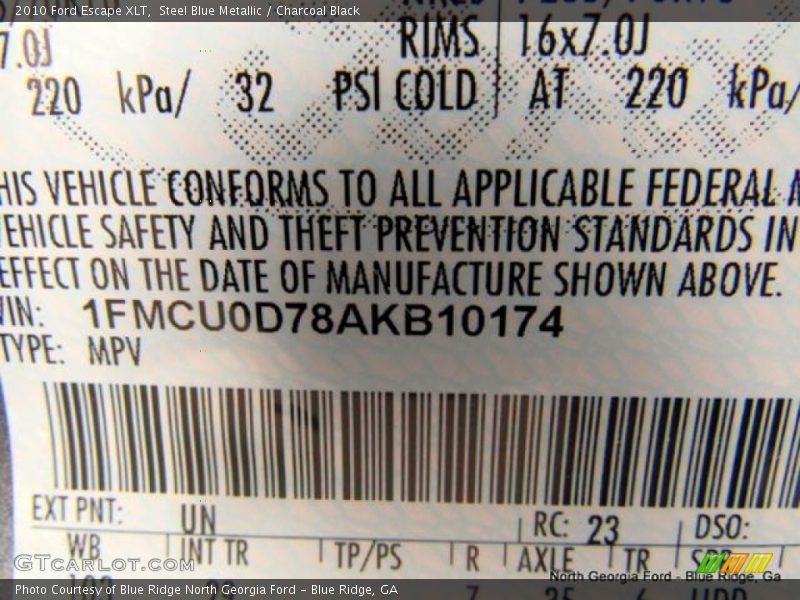 2010 Ford Escape XLT, Steel Blue Metallic / Charcoal Black
7.0J RIMS 16x7.0J
220 kPa/ 32 PSI COLD AT 220 kPa/
HIS VEHICLE CONFORMS TO ALL APPLICABLE FEDERAL
VEHICLE SAFETY AND THEFT PREVENTION STANDARDS IN
EFFECT ON THE DATE OF MANUFACTURE SHOWN ABOVE.
VIN: 1FMCU0D78AKB10174
TYPE: MPV
EXT PNT: UN RC: 23 DSO:
WB INT TR TP/PS R AXLE TR
GTCarLot.com
North Georgia Ford - Blue Ridge, GA
Photo Courtesy of Blue Ridge North Georgia Ford – Blue Ridge, GA